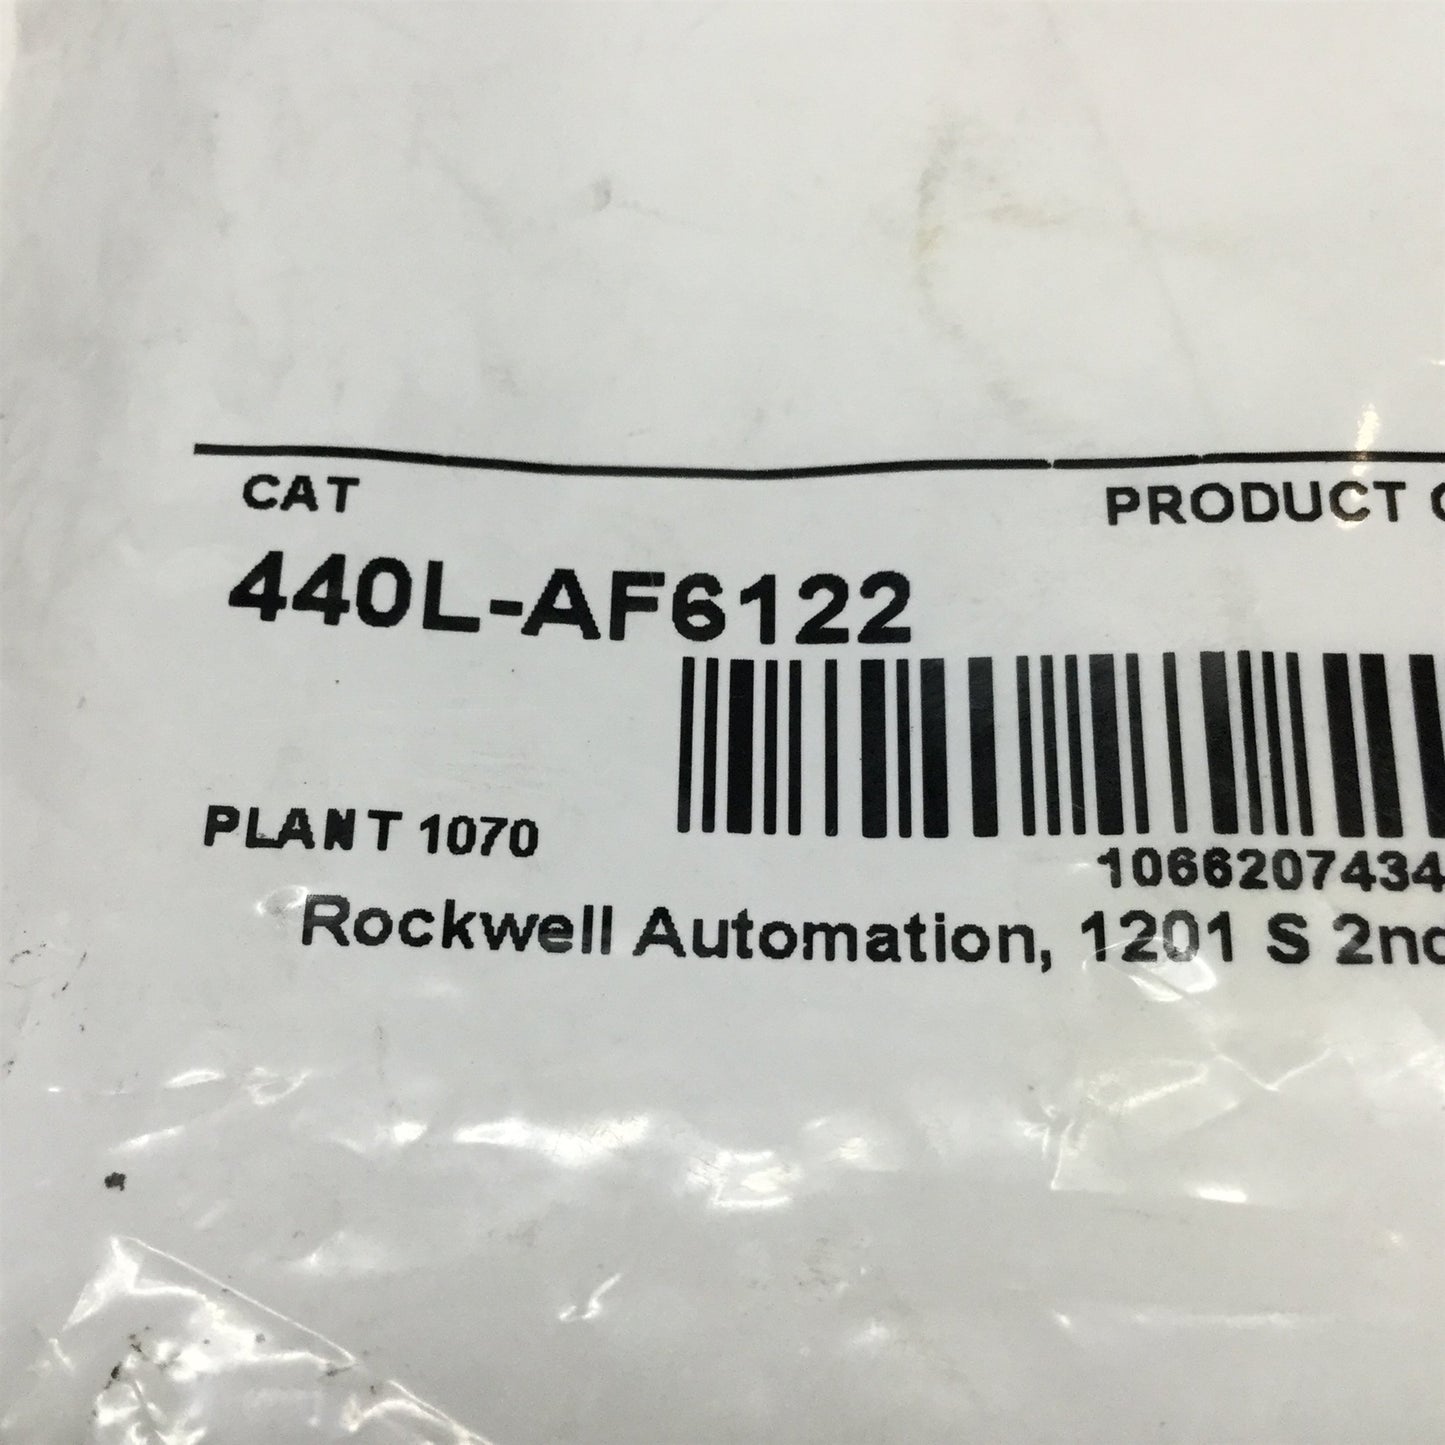 CAT PRODUCT
440L-AF6122
PLANT 1070
1066207434
Rockwell Automation, 1201 S 2nd